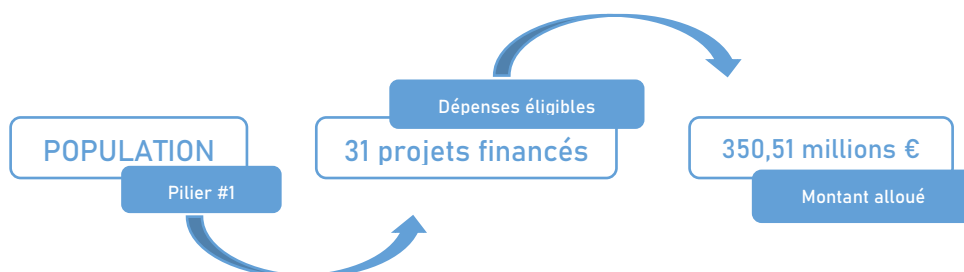 POPULATION
Pilier #1
Dépenses éligibles
31 projets financés
350,51 millions €
Montant alloué